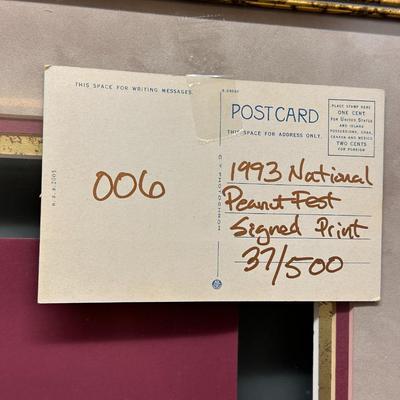 THIS SPACE FOR WRITING MESSAGES
POSTCARD
THIS SPACE FOR ADDRESS ONLY.
PLACE STAMP HERE
ONE CENT
FOR UNITED STATES
AND ISLAND
POSSESSIONS, CUBA,
CANADA AND MEXICO
TWO CENTS
FOR FOREIGN
006
1993 National
Peanut Fest
Signed Print
37/500